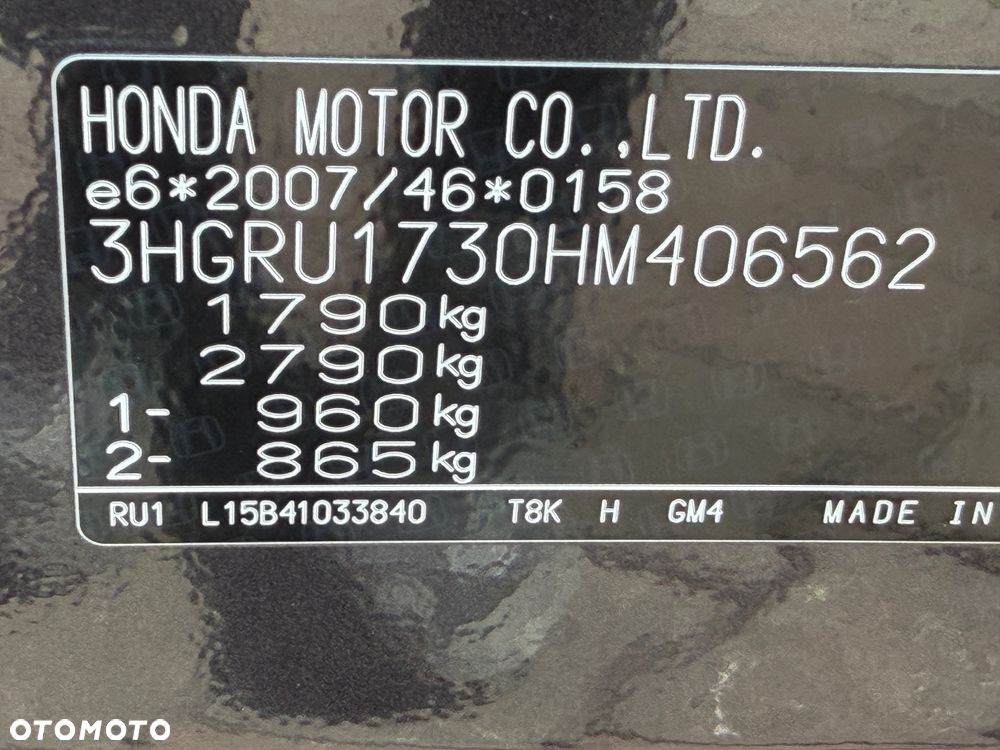 HONDA MOTOR CO.,LTD.
e6*2007/46*0158
3HGRU1730HM406562
1790kg
2790kg
1- 960kg
2- 865kg
RU1 L15B41033840 T8K H GM4 MADE IN
OTOMOTO